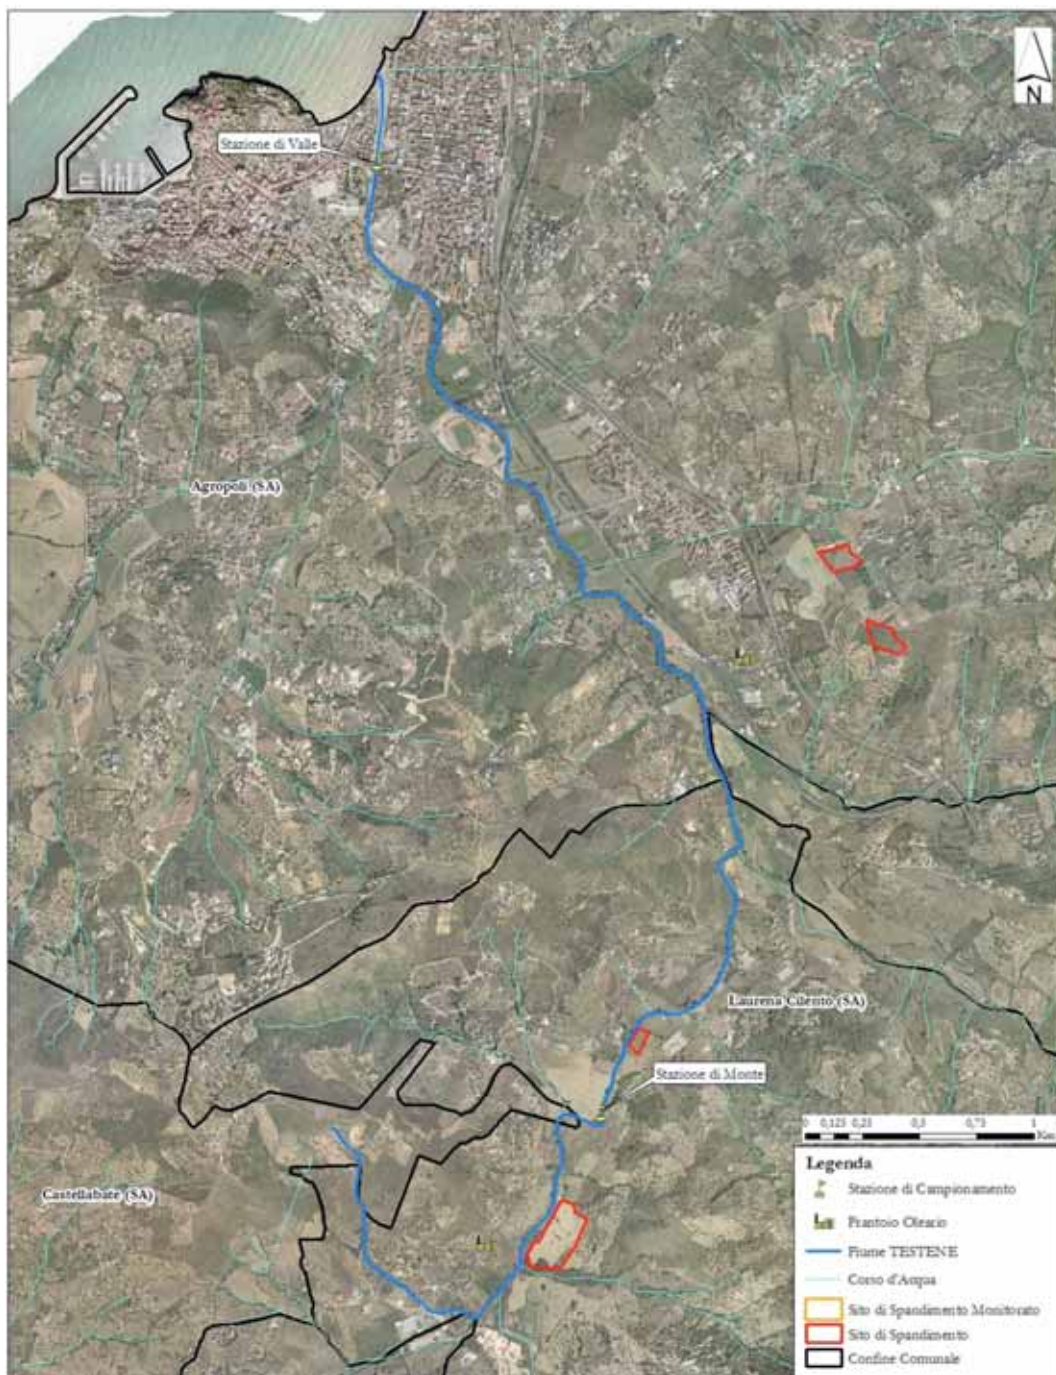 N
Stazione di Valle
Agropoli (SA)
Laurena Cilento (SA)
Stazione di Monte
Castellabate (SA)
0 0,125 0,25 0,5 0,75 1
Km
Legenda
Stazione di Campionamento
Frantoio Oleario
Fiume TESTENE
Corso d'Acqua
Sito di Spandimento Monitorato
Sito di Spandimento
Confine Comunale